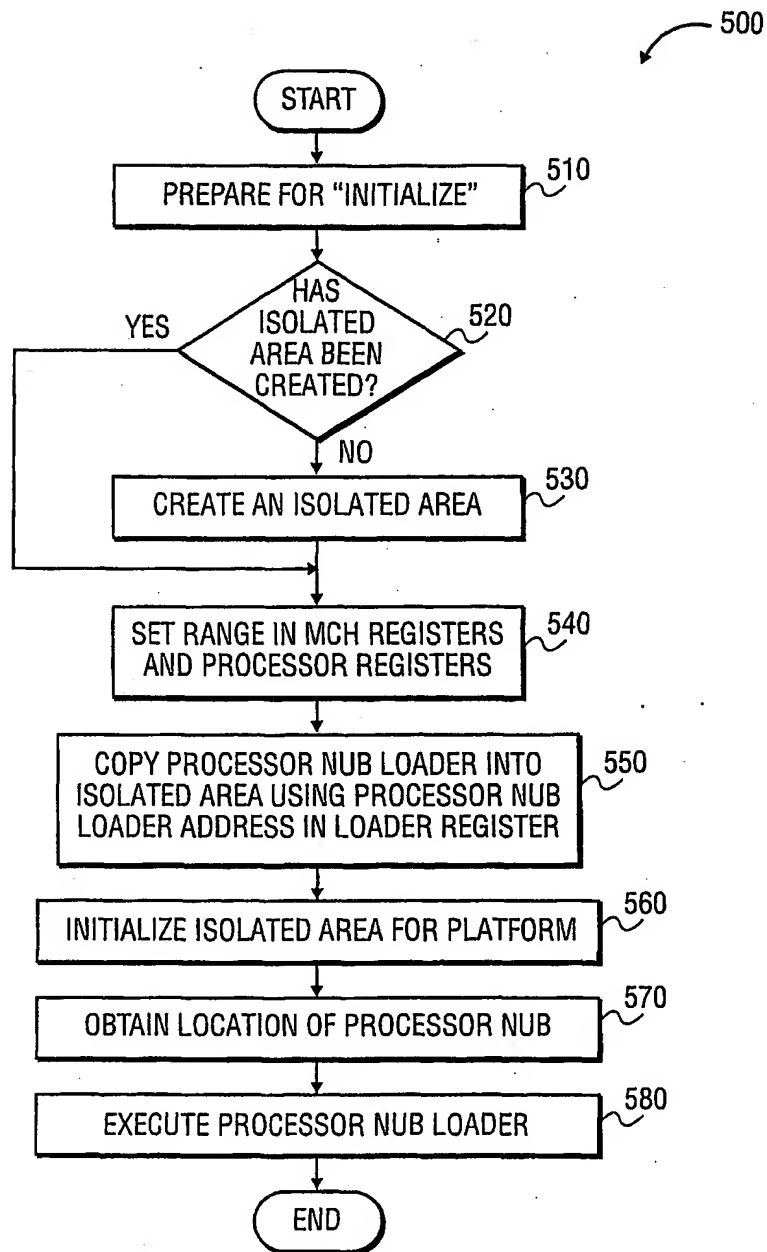 500
START
510
PREPARE FOR “INITIALIZE”
HAS
ISOLATED
AREA BEEN
CREATED?
520
YES
NO
530
CREATE AN ISOLATED AREA
540
SET RANGE IN MCH REGISTERS
AND PROCESSOR REGISTERS
550
COPY PROCESSOR NUB LOADER INTO
ISOLATED AREA USING PROCESSOR NUB
LOADER ADDRESS IN LOADER REGISTER
560
INITIALIZE ISOLATED AREA FOR PLATFORM
570
OBTAIN LOCATION OF PROCESSOR NUB
580
EXECUTE PROCESSOR NUB LOADER
END